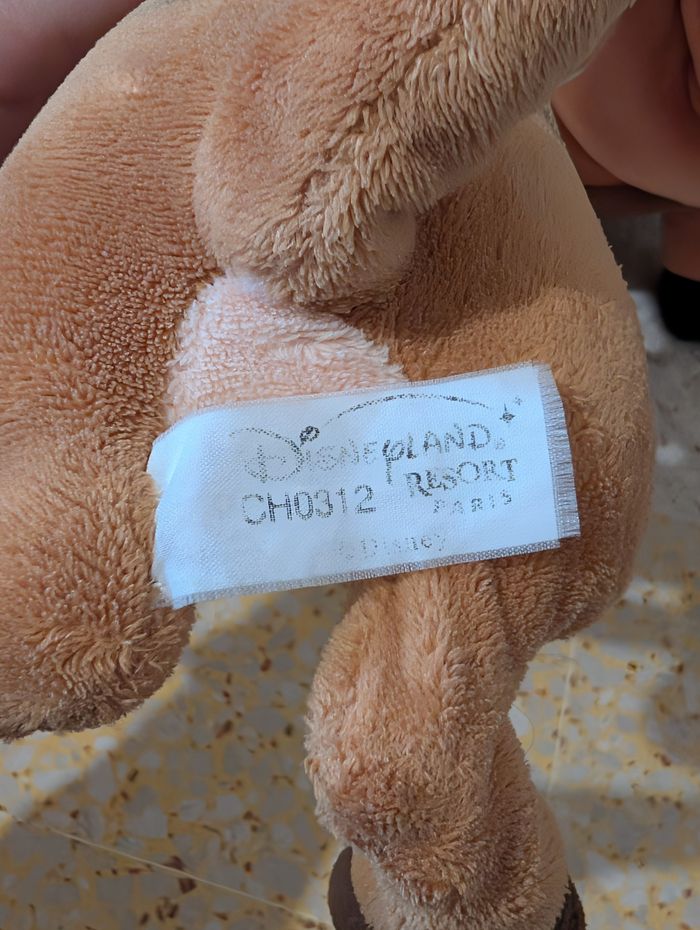 Disneyland®
RESORT
CH0312
PARIS
©Disney